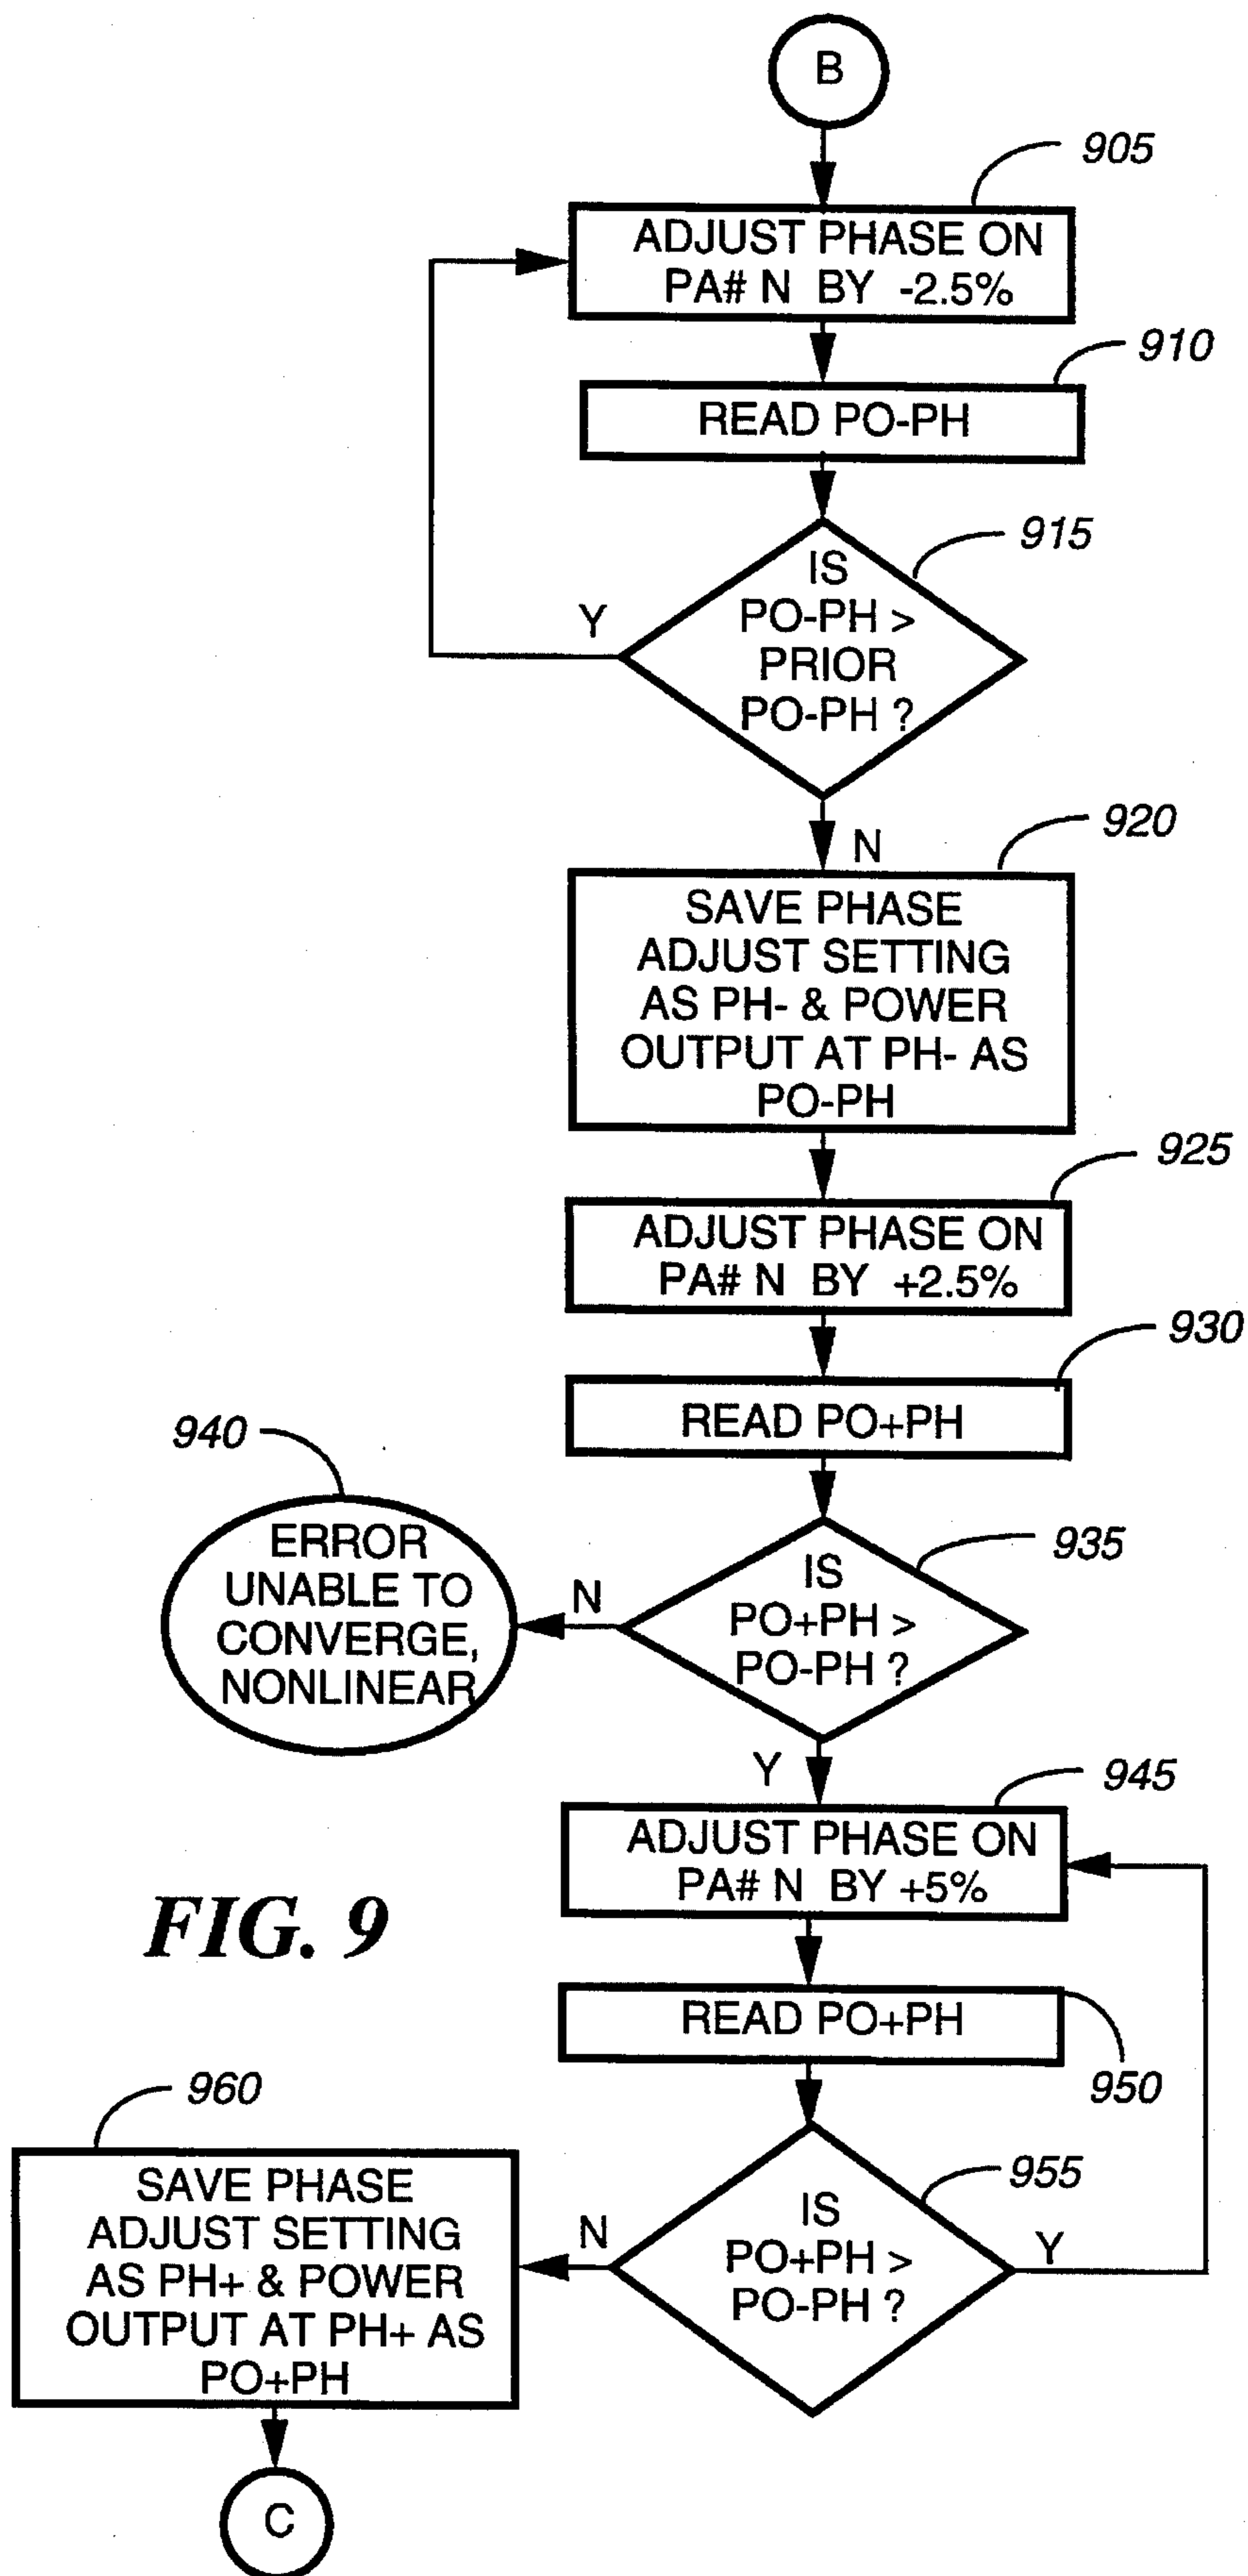 B
905
ADJUST PHASE ON
PA# N BY -2.5%
910
READ PO-PH
915
IS
PO-PH >
PRIOR
PO-PH ?
Y
N
920
SAVE PHASE
ADJUST SETTING
AS PH- & POWER
OUTPUT AT PH- AS
PO-PH
925
ADJUST PHASE ON
PA# N BY +2.5%
930
READ PO+PH
935
IS
PO+PH >
PO-PH ?
N
940
ERROR
UNABLE TO
CONVERGE,
NONLINEAR
Y
945
ADJUST PHASE ON
PA# N BY +5%
FIG. 9
READ PO+PH
950
955
IS
PO+PH >
PO-PH ?
Y
N
960
SAVE PHASE
ADJUST SETTING
AS PH+ & POWER
OUTPUT AT PH+ AS
PO+PH
C